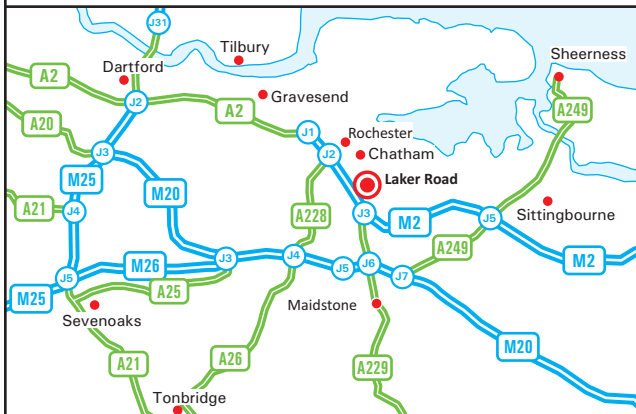 J31
Tilbury
Sheerness
A2
Dartford
J2
Gravesend
A2
A249
A20
J1
Rochester
J2
Chatham
J3
M25
M20
Laker Road
A21
J4
A228
J3
M2
J5
Sittingbourne
A249
M2
M26
J3
J4
J5
J6
J7
J5
M25
A25
Sevenoaks
Maidstone
M20
A21
A26
A229
Tonbridge